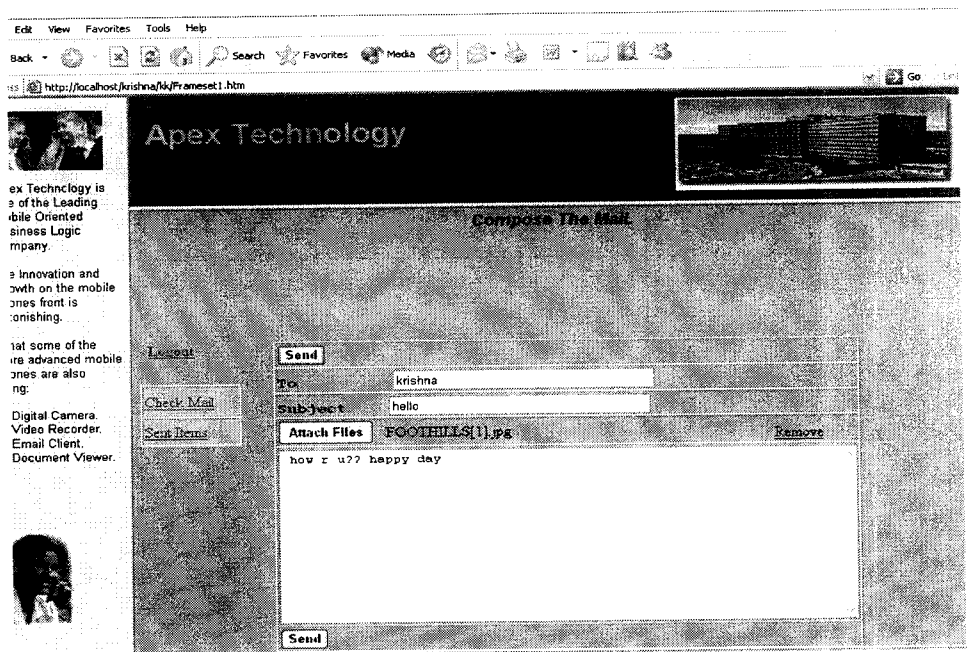 Edit View Favorites Tools Help
Back Search Favorites Media
http://localhost/krishna/kk/Frameset1.htm Go
Apex Technology
ex Technology is
e of the Leading
bile Oriented
siness Logic
mpany.
e Innovation and
owth on the mobile
ones front is
tonishing.
hat some of the
re advanced mobile
ones are also
ng:
Digital Camera.
Video Recorder.
Email Client.
Document Viewer.
Compose The Mail
Logout
Check Mail
Sent Items
Send
To krishna
Subject hello
Attach Files FOOTHILLS[1].jpg Remove
how r u?? happy day
Send